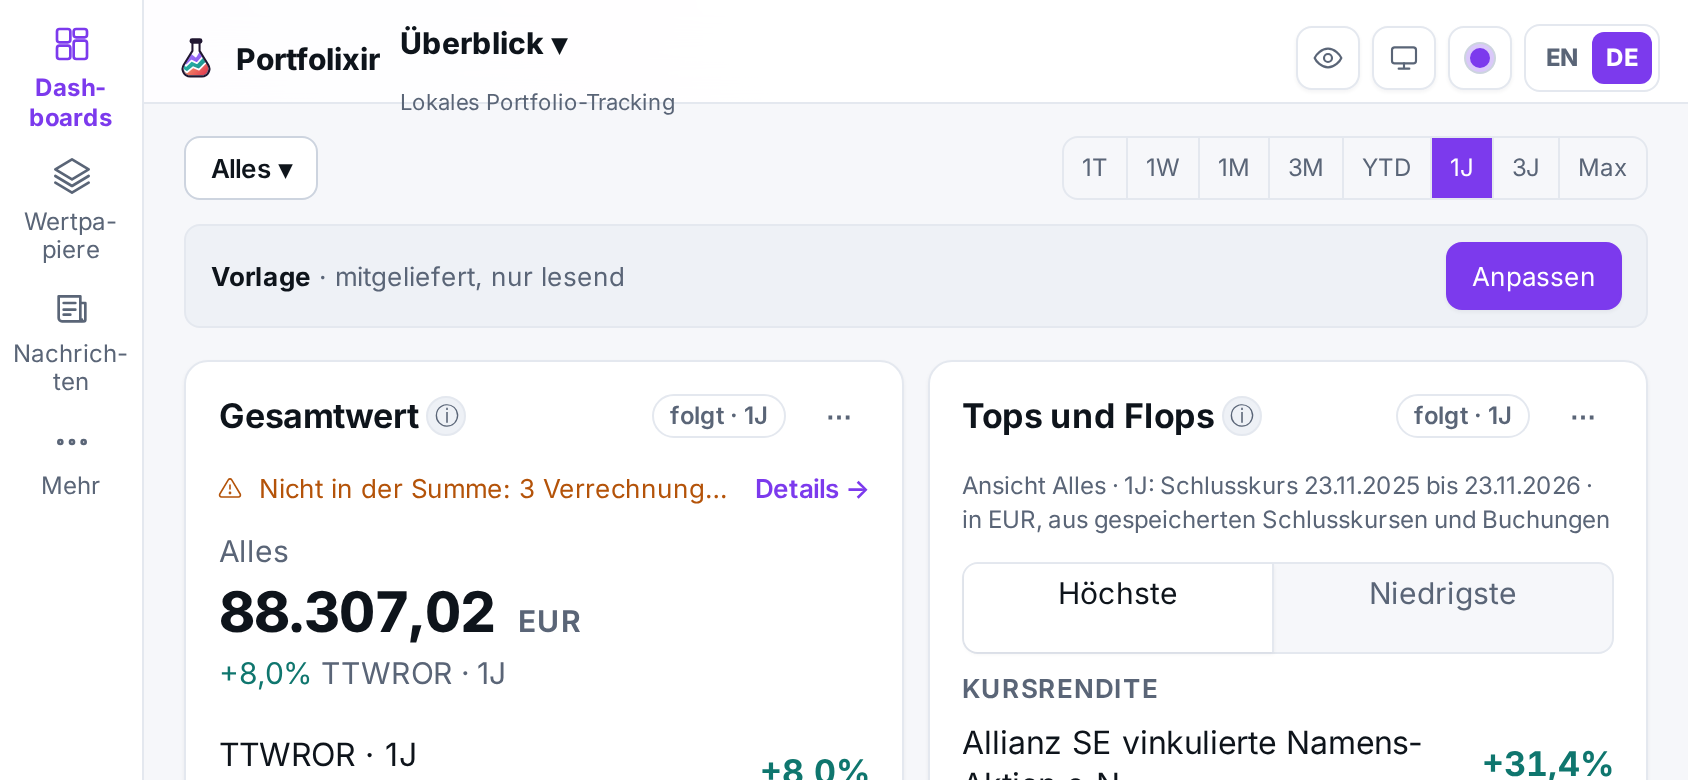 Dash-
boards
Wertpa-
piere
Nachrich-
ten
Mehr
Portfolixir
Überblick ▾
Lokales Portfolio-Tracking
EN DE
Alles ▾
1T 1W 1M 3M YTD 1J 3J Max
Vorlage · mitgeliefert, nur lesend
Anpassen
Gesamtwert ⓘ folgt · 1J ...
Nicht in der Summe: 3 Verrechnung... Details →
Alles
88.307,02 EUR
+8,0% TTWROR · 1J
TTWROR · 1J
+8,0%
Tops und Flops ⓘ folgt · 1J ...
Ansicht Alles · 1J: Schlusskurs 23.11.2025 bis 23.11.2026 ·
in EUR, aus gespeicherten Schlusskursen und Buchungen
Höchste Niedrigste
KURSRENDITE
Allianz SE vinkulierte Namens-
+31,4%
Aktien o.N.